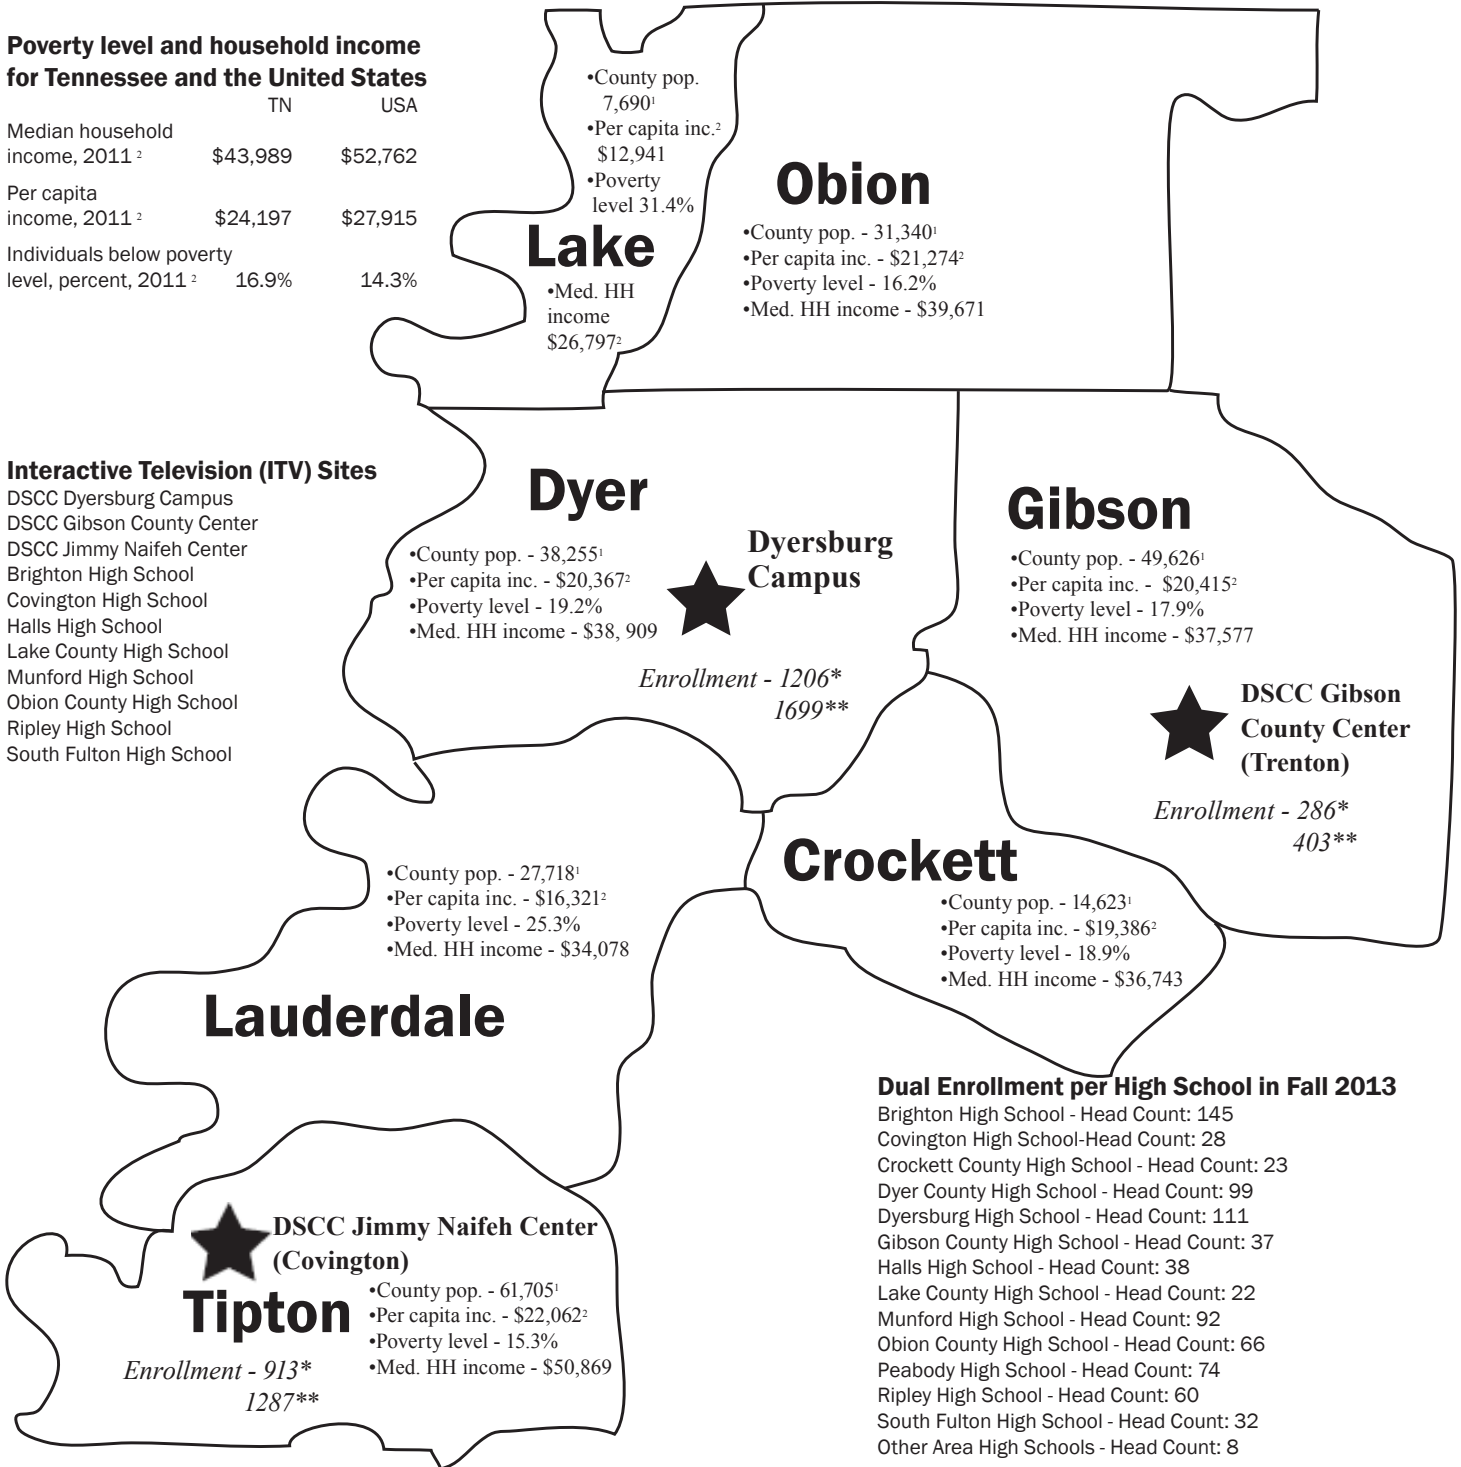 Poverty level and household income
for Tennessee and the United States
TN USA
Median household
income, 2011 ² $43,989 $52,762
Per capita
income, 2011 ² $24,197 $27,915
Individuals below poverty
level, percent, 2011 ² 16.9% 14.3%
•County pop.
7,690¹
•Per capita inc.²
$12,941
•Poverty
level 31.4%
Lake
•Med. HH
income
$26,797²
Obion
•County pop. - 31,340¹
•Per capita inc. - $21,274²
•Poverty level - 16.2%
•Med. HH income - $39,671
Interactive Television (ITV) Sites
DSCC Dyersburg Campus
DSCC Gibson County Center
DSCC Jimmy Naifeh Center
Brighton High School
Covington High School
Halls High School
Lake County High School
Munford High School
Obion County High School
Ripley High School
South Fulton High School
Dyer
•County pop. - 38,255¹
•Per capita inc. - $20,367²
•Poverty level - 19.2%
•Med. HH income - $38, 909
Dyersburg
Campus
Enrollment - 1206*
1699**
Gibson
•County pop. - 49,626¹
•Per capita inc. - $20,415²
•Poverty level - 17.9%
•Med. HH income - $37,577
DSCC Gibson
County Center
(Trenton)
Enrollment - 286*
403**
Crockett
•County pop. - 14,623¹
•Per capita inc. - $19,386²
•Poverty level - 18.9%
•Med. HH income - $36,743
•County pop. - 27,718¹
•Per capita inc. - $16,321²
•Poverty level - 25.3%
•Med. HH income - $34,078
Lauderdale
DSCC Jimmy Naifeh Center
(Covington)
Tipton
•County pop. - 61,705¹
•Per capita inc. - $22,062²
•Poverty level - 15.3%
•Med. HH income - $50,869
Enrollment - 913*
1287**
Dual Enrollment per High School in Fall 2013
Brighton High School - Head Count: 145
Covington High School-Head Count: 28
Crockett County High School - Head Count: 23
Dyer County High School - Head Count: 99
Dyersburg High School - Head Count: 111
Gibson County High School - Head Count: 37
Halls High School - Head Count: 38
Lake County High School - Head Count: 22
Munford High School - Head Count: 92
Obion County High School - Head Count: 66
Peabody High School - Head Count: 74
Ripley High School - Head Count: 60
South Fulton High School - Head Count: 32
Other Area High Schools - Head Count: 8